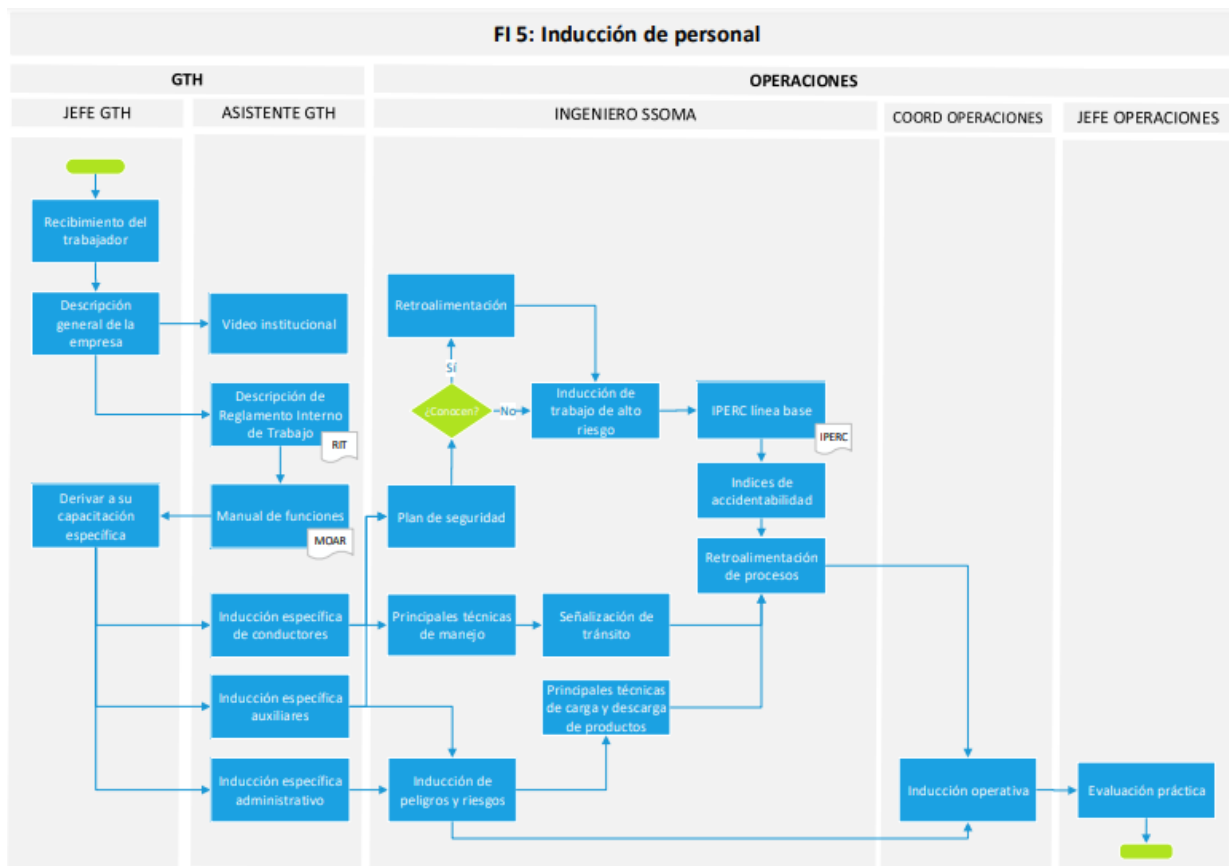 FI 5: Inducción de personal
GTH
OPERACIONES
JEFE GTH
ASISTENTE GTH
INGENIERO SSOMA
COORD OPERACIONES
JEFE OPERACIONES
Recibimiento del
trabajador
Descripción
general de la
empresa
Video institucional
Retroalimentación
Sí
¿Conocen?
No
Descripción de
Reglamento Interno
de Trabajo
RIT
Inducción de
trabajo de alto
riesgo
IPERC línea base
IPERC
Indices de
accidentabilidad
Derivar a su
capacitación
específica
Manual de funciones
MOAR
Plan de seguridad
Retroalimentación
de procesos
Inducción específica
de conductores
Principales técnicas
de manejo
Señalización de
tránsito
Inducción específica
auxiliares
Principales técnicas
de carga y descarga
de productos
Inducción específica
administrativo
Inducción de
peligros y riesgos
Inducción operativa
Evaluación práctica